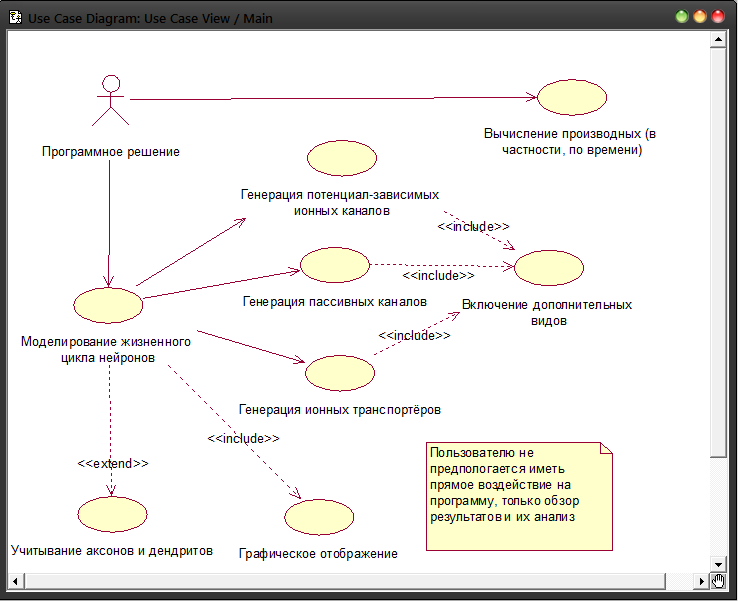 Use Case Diagram: Use Case View / Main
Программное решение
Вычисление производных (в
частности, по времени)
Генерация потенциал-зависимых
ионных каналов
<<include>>
<<include>>
Генерация пассивных каналов
Включение дополнительных
видов
<<include>>
Моделирование жизненного
цикла нейронов
Генерация ионных транспортёров
<<include>>
<<extend>>
Пользователю не
предпологается иметь
прямое воздействие на
программу, только обзор
результатов и их анализ
Учитывание аксонов и дендритов
Графическое отображение